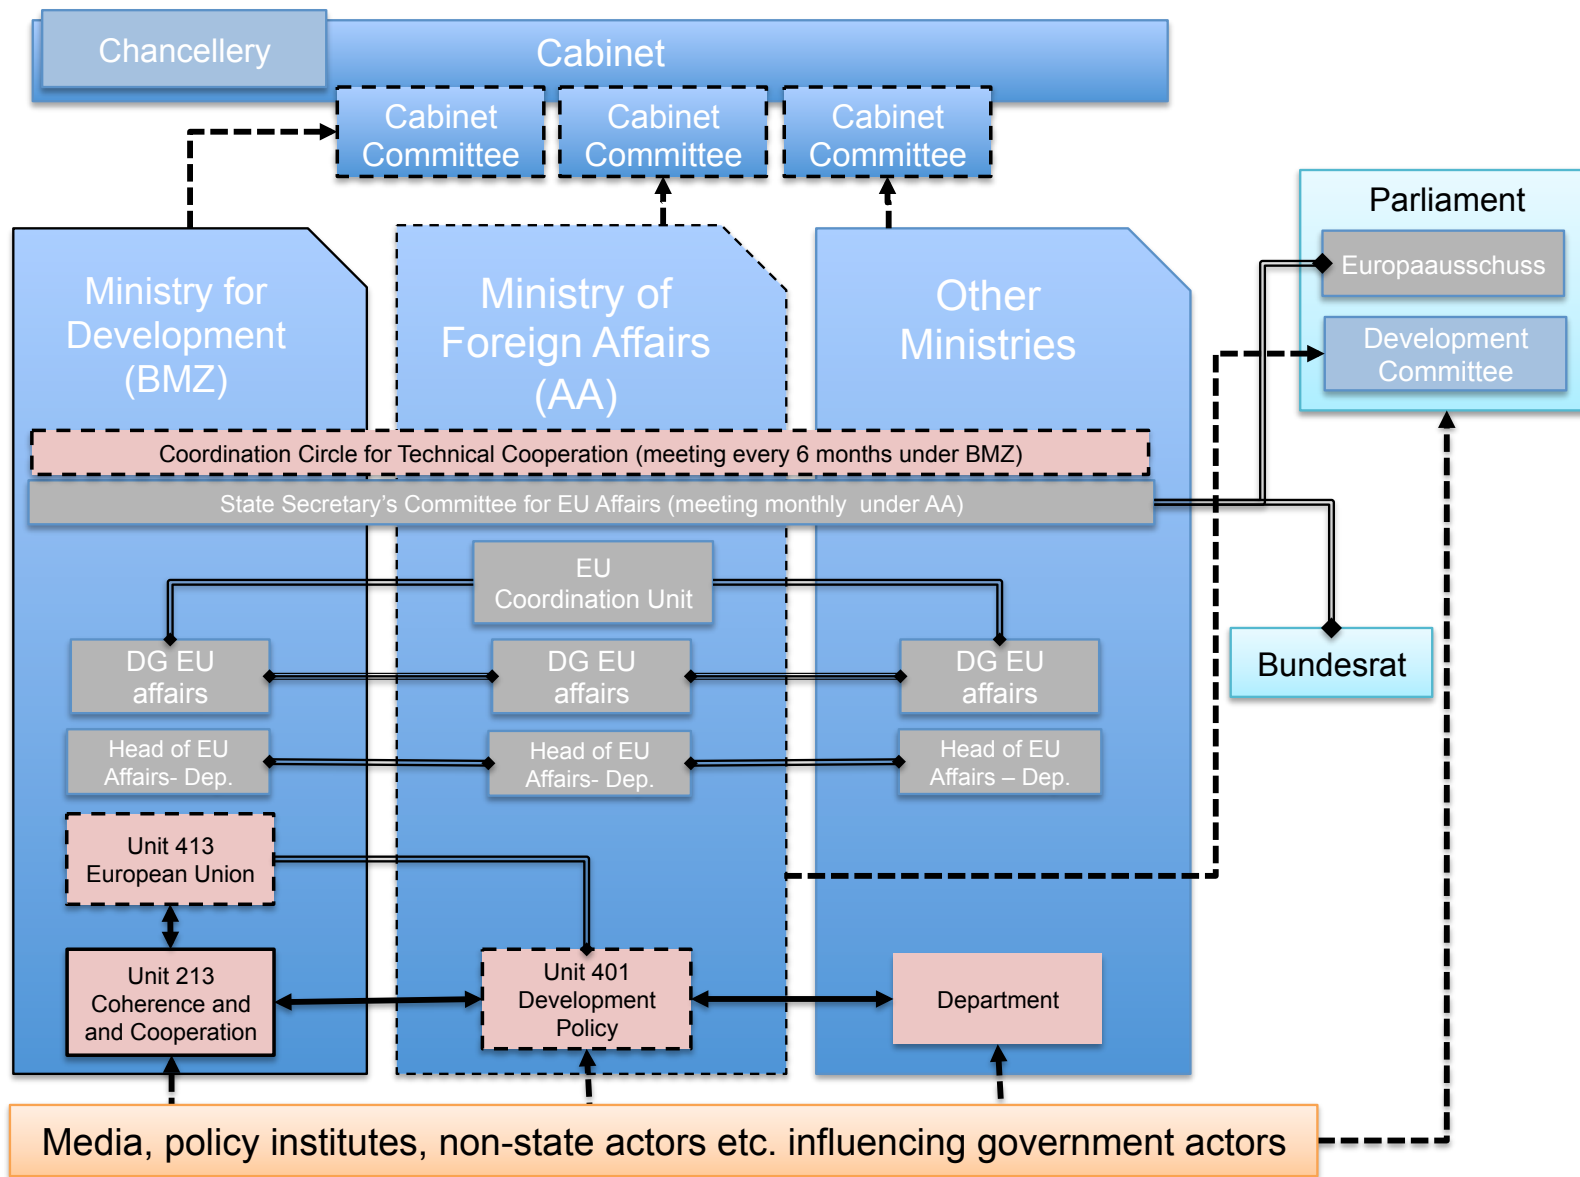 Chancellery
Cabinet
Cabinet
Committee
Cabinet
Committee
Cabinet
Committee
Parliament
Europaausschuss
Development
Committee
Ministry for
Development
(BMZ)
Ministry of
Foreign Affairs
(AA)
Other
Ministries
Coordination Circle for Technical Cooperation (meeting every 6 months under BMZ)
State Secretary's Committee for EU Affairs (meeting monthly  under AA)
EU
Coordination Unit
DG EU
affairs
DG EU
affairs
DG EU
affairs
Bundesrat
Head of EU
Affairs- Dep.
Head of EU
Affairs- Dep.
Head of EU
Affairs – Dep.
Unit 413
European Union
Unit 213
Coherence and
and Cooperation
Unit 401
Development
Policy
Department
Media, policy institutes, non-state actors etc. influencing government actors